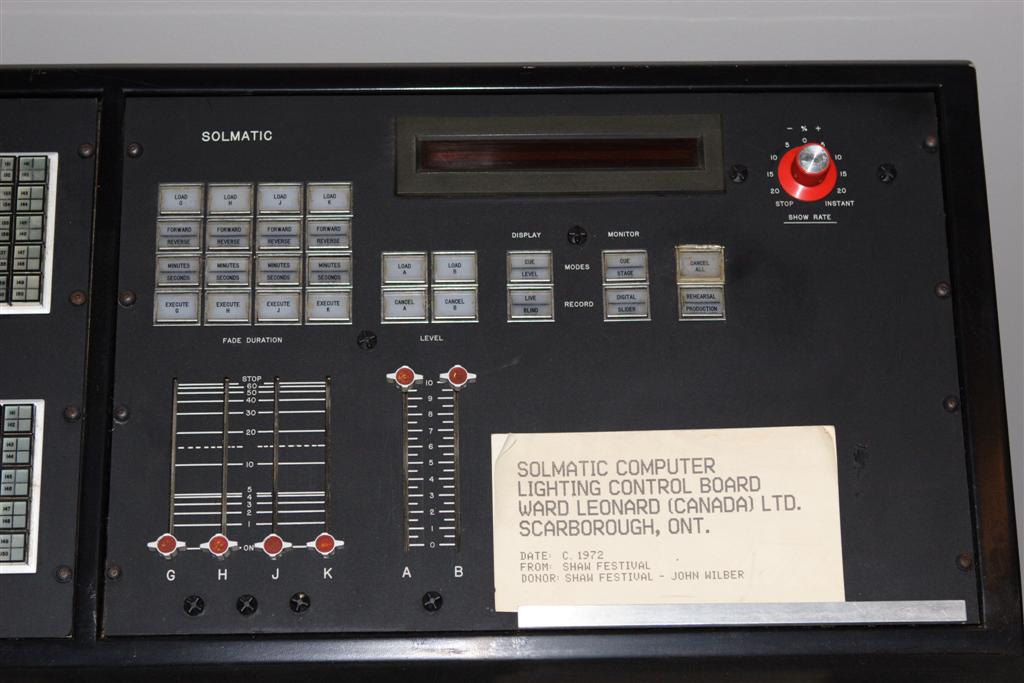 SOLMATIC
- % +
5 0 5
10 10
15 15
20 20
STOP INSTANT
SHOW RATE
LOAD G LOAD H LOAD J LOAD K
FORWARD REVERSE FORWARD REVERSE FORWARD REVERSE FORWARD REVERSE
MINUTES SECONDS MINUTES SECONDS MINUTES SECONDS MINUTES SECONDS
EXECUTE G EXECUTE H EXECUTE J EXECUTE K
FADE DURATION
LOAD A LOAD B
CANCEL A CANCEL B
LEVEL
DISPLAY MONITOR
CUE LEVEL MODES CUE STAGE
LIVE BLIND RECORD DIGITAL SLIDER
CANCEL ALL
REHEARSAL PRODUCTION
STOP
60
50
40
30
20
10
5
4
3
2
1
ON
G H J K
10
9
8
7
6
5
4
3
2
1
0
A B
SOLMATIC COMPUTER
LIGHTING CONTROL BOARD
WARD LEONARD (CANADA) LTD.
SCARBOROUGH, ONT.
DATE: C. 1972
FROM: SHAW FESTIVAL
DONOR: SHAW FESTIVAL - JOHN WILBER